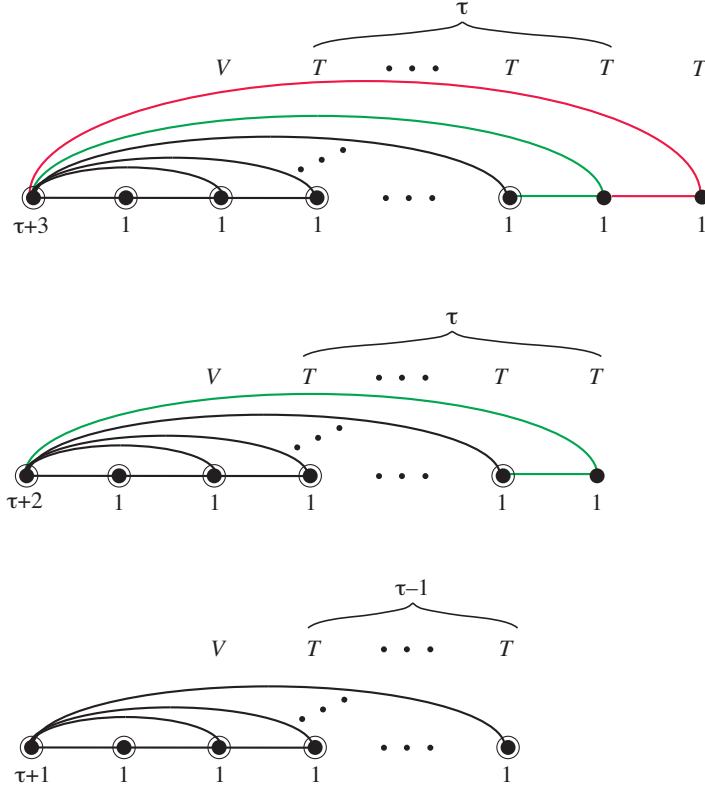 τ
V T • • • T T T
τ+3 1 1 1 • • • 1 1 1
τ
V T • • • T T
τ+2 1 1 1 • • • 1 1
τ–1
V T • • • T
τ+1 1 1 1 • • • 1